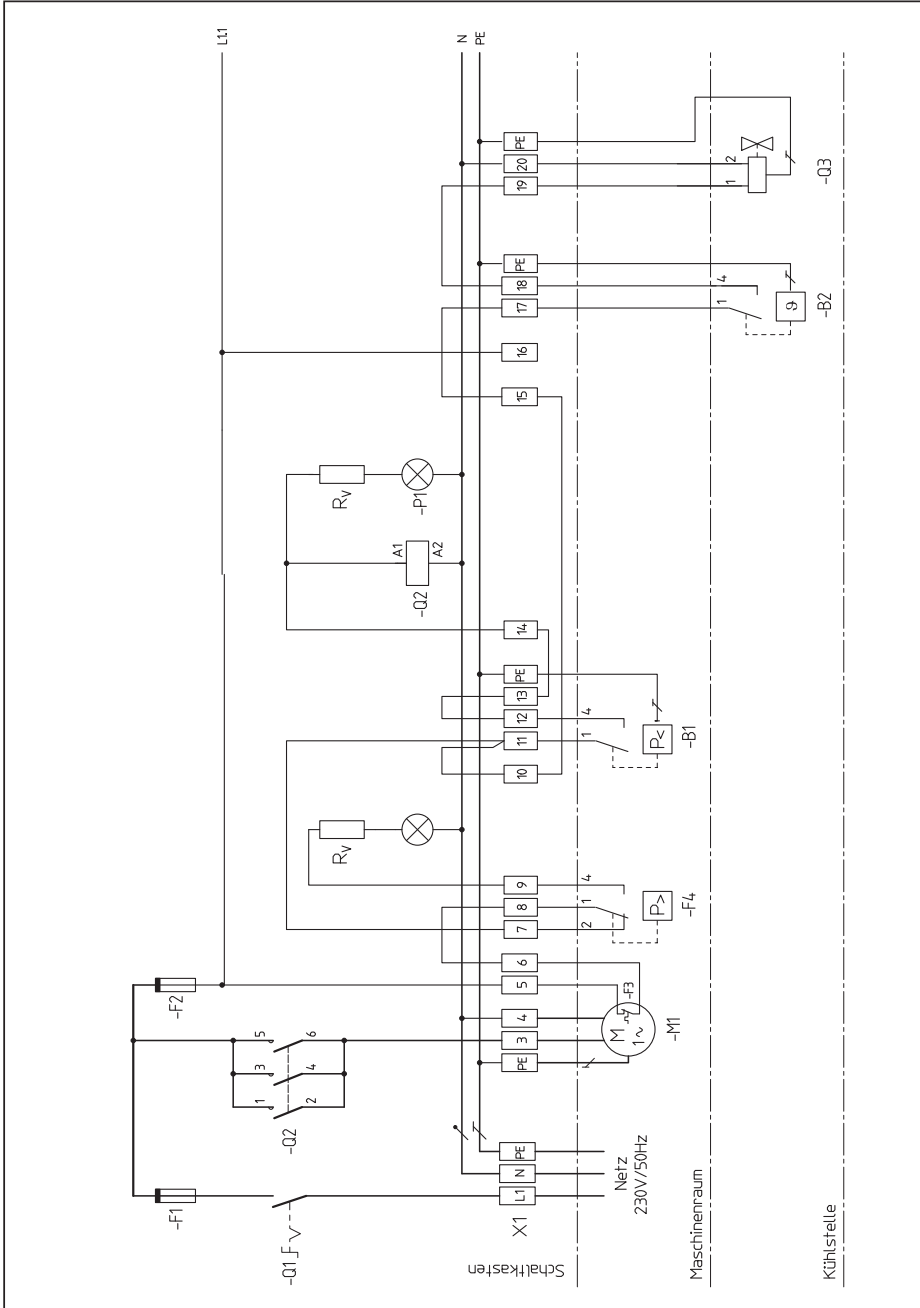 L1.1
N
PE
-F1
-F2
-Q1
-Q2
1
3
5
2
4
6
Rv
Rv
-P1
-Q2
A1
A2
X1
L1
N
PE
PE
3
4
5
6
7
8
9
10
11
12
13
PE
14
15
16
17
18
PE
19
20
PE
Netz
230V/50Hz
M
1~
-F3
-M1
2
1
4
P>
-F4
1
4
P<
-B1
1
4
ϑ
-B2
1
2
-Q3
Schaltkasten
Maschinenraum
Kühlstelle